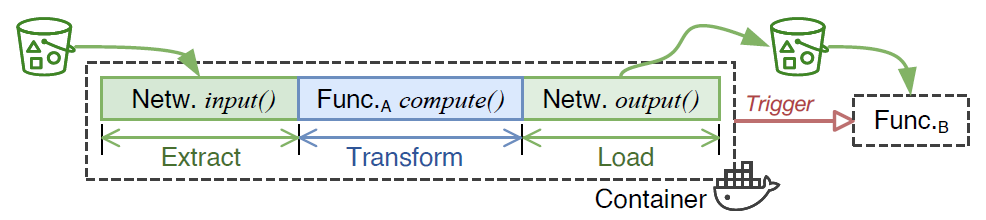 Netw. input() Func.A compute() Netw. output()
Extract Transform Load
Trigger
Func.B
Container